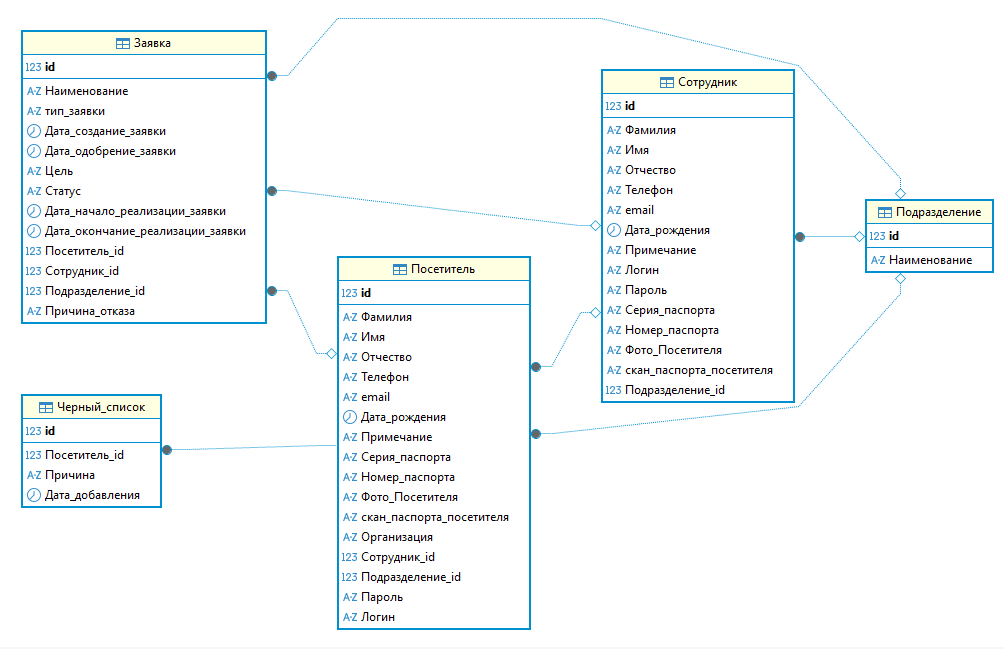 Заявка
123 id
A-Z Наименование
A-Z тип_заявки
Дата_создание_заявки
Дата_одобрение_заявки
A-Z Цель
A-Z Статус
Дата_начало_реализации_заявки
Дата_окончание_реализации_заявки
123 Посетитель_id
123 Сотрудник_id
123 Подразделение_id
A-Z Причина_отказа
Сотрудник
123 id
A-Z Фамилия
A-Z Имя
A-Z Отчество
A-Z Телефон
A-Z email
Дата_рождения
A-Z Примечание
A-Z Логин
A-Z Пароль
A-Z Серия_паспорта
A-Z Номер_паспорта
A-Z Фото_Посетителя
A-Z скан_паспорта_посетителя
123 Подразделение_id
Подразделение
123 id
A-Z Наименование
Посетитель
123 id
A-Z Фамилия
A-Z Имя
A-Z Отчество
A-Z Телефон
A-Z email
Дата_рождения
A-Z Примечание
A-Z Серия_паспорта
A-Z Номер_паспорта
A-Z Фото_Посетителя
A-Z скан_паспорта_посетителя
A-Z Организация
123 Сотрудник_id
123 Подразделение_id
A-Z Пароль
A-Z Логин
Черный_список
123 id
123 Посетитель_id
A-Z Причина
Дата_добавления